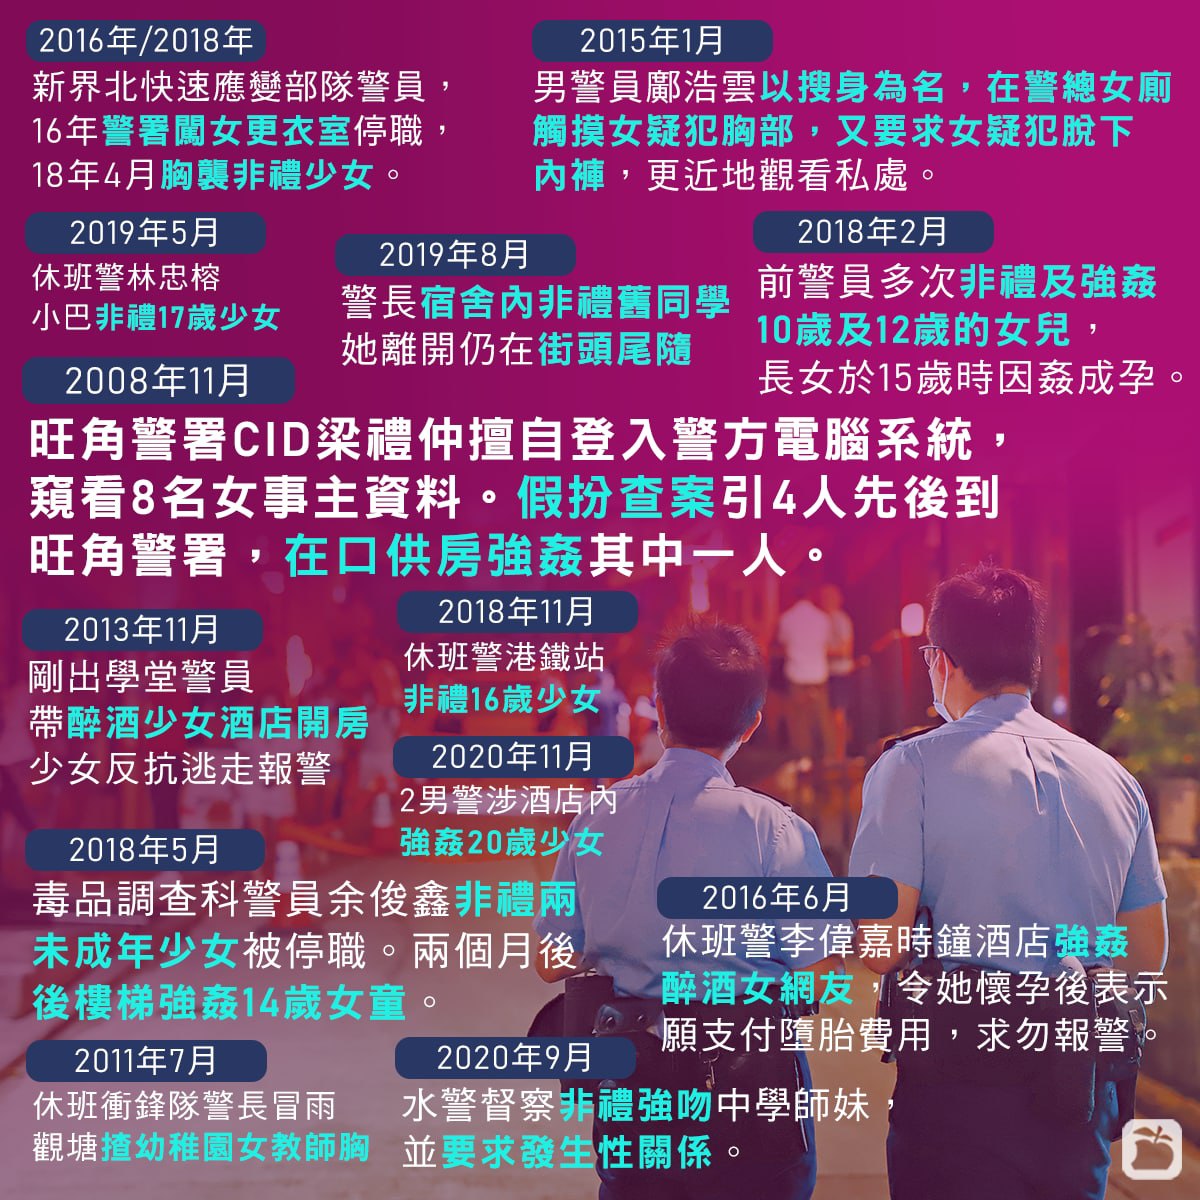 2016年/2018年
新界北快速應變部隊警員，
16年警署闖女更衣室停職，
18年4月胸襲非禮少女。
2015年1月
男警員鄺浩雲以搜身為名，在警總女廁
觸摸女疑犯胸部，又要求女疑犯脫下
內褲，更近地觀看私處。
2019年5月
休班警林忠榕
小巴非禮17歲少女
2019年8月
警長宿舍內非禮舊同學
她離開仍在街頭尾隨
2018年2月
前警員多次非禮及強姦
10歲及12歲的女兒，
長女於15歲時因姦成孕。
2008年11月
旺角警署CID梁禮仲擅自登入警方電腦系統，
窺看8名女事主資料。假扮查案引4人先後到
旺角警署，在口供房強姦其中一人。
2013年11月
剛出學堂警員
帶醉酒少女酒店開房
少女反抗逃走報警
2018年11月
休班警港鐵站
非禮16歲少女
2020年11月
2男警涉酒店內
強姦20歲少女
2018年5月
毒品調查科警員余俊鑫非禮兩
未成年少女被停職。兩個月後
後樓梯強姦14歲女童。
2016年6月
休班警李偉嘉時鐘酒店強姦
醉酒女網友，令她懷孕後表示
願支付墮胎費用，求勿報警。
2011年7月
休班衝鋒隊警長冒雨
觀塘揸幼稚園女教師胸
2020年9月
水警督察非禮強吻中學師妹，
並要求發生性關係。